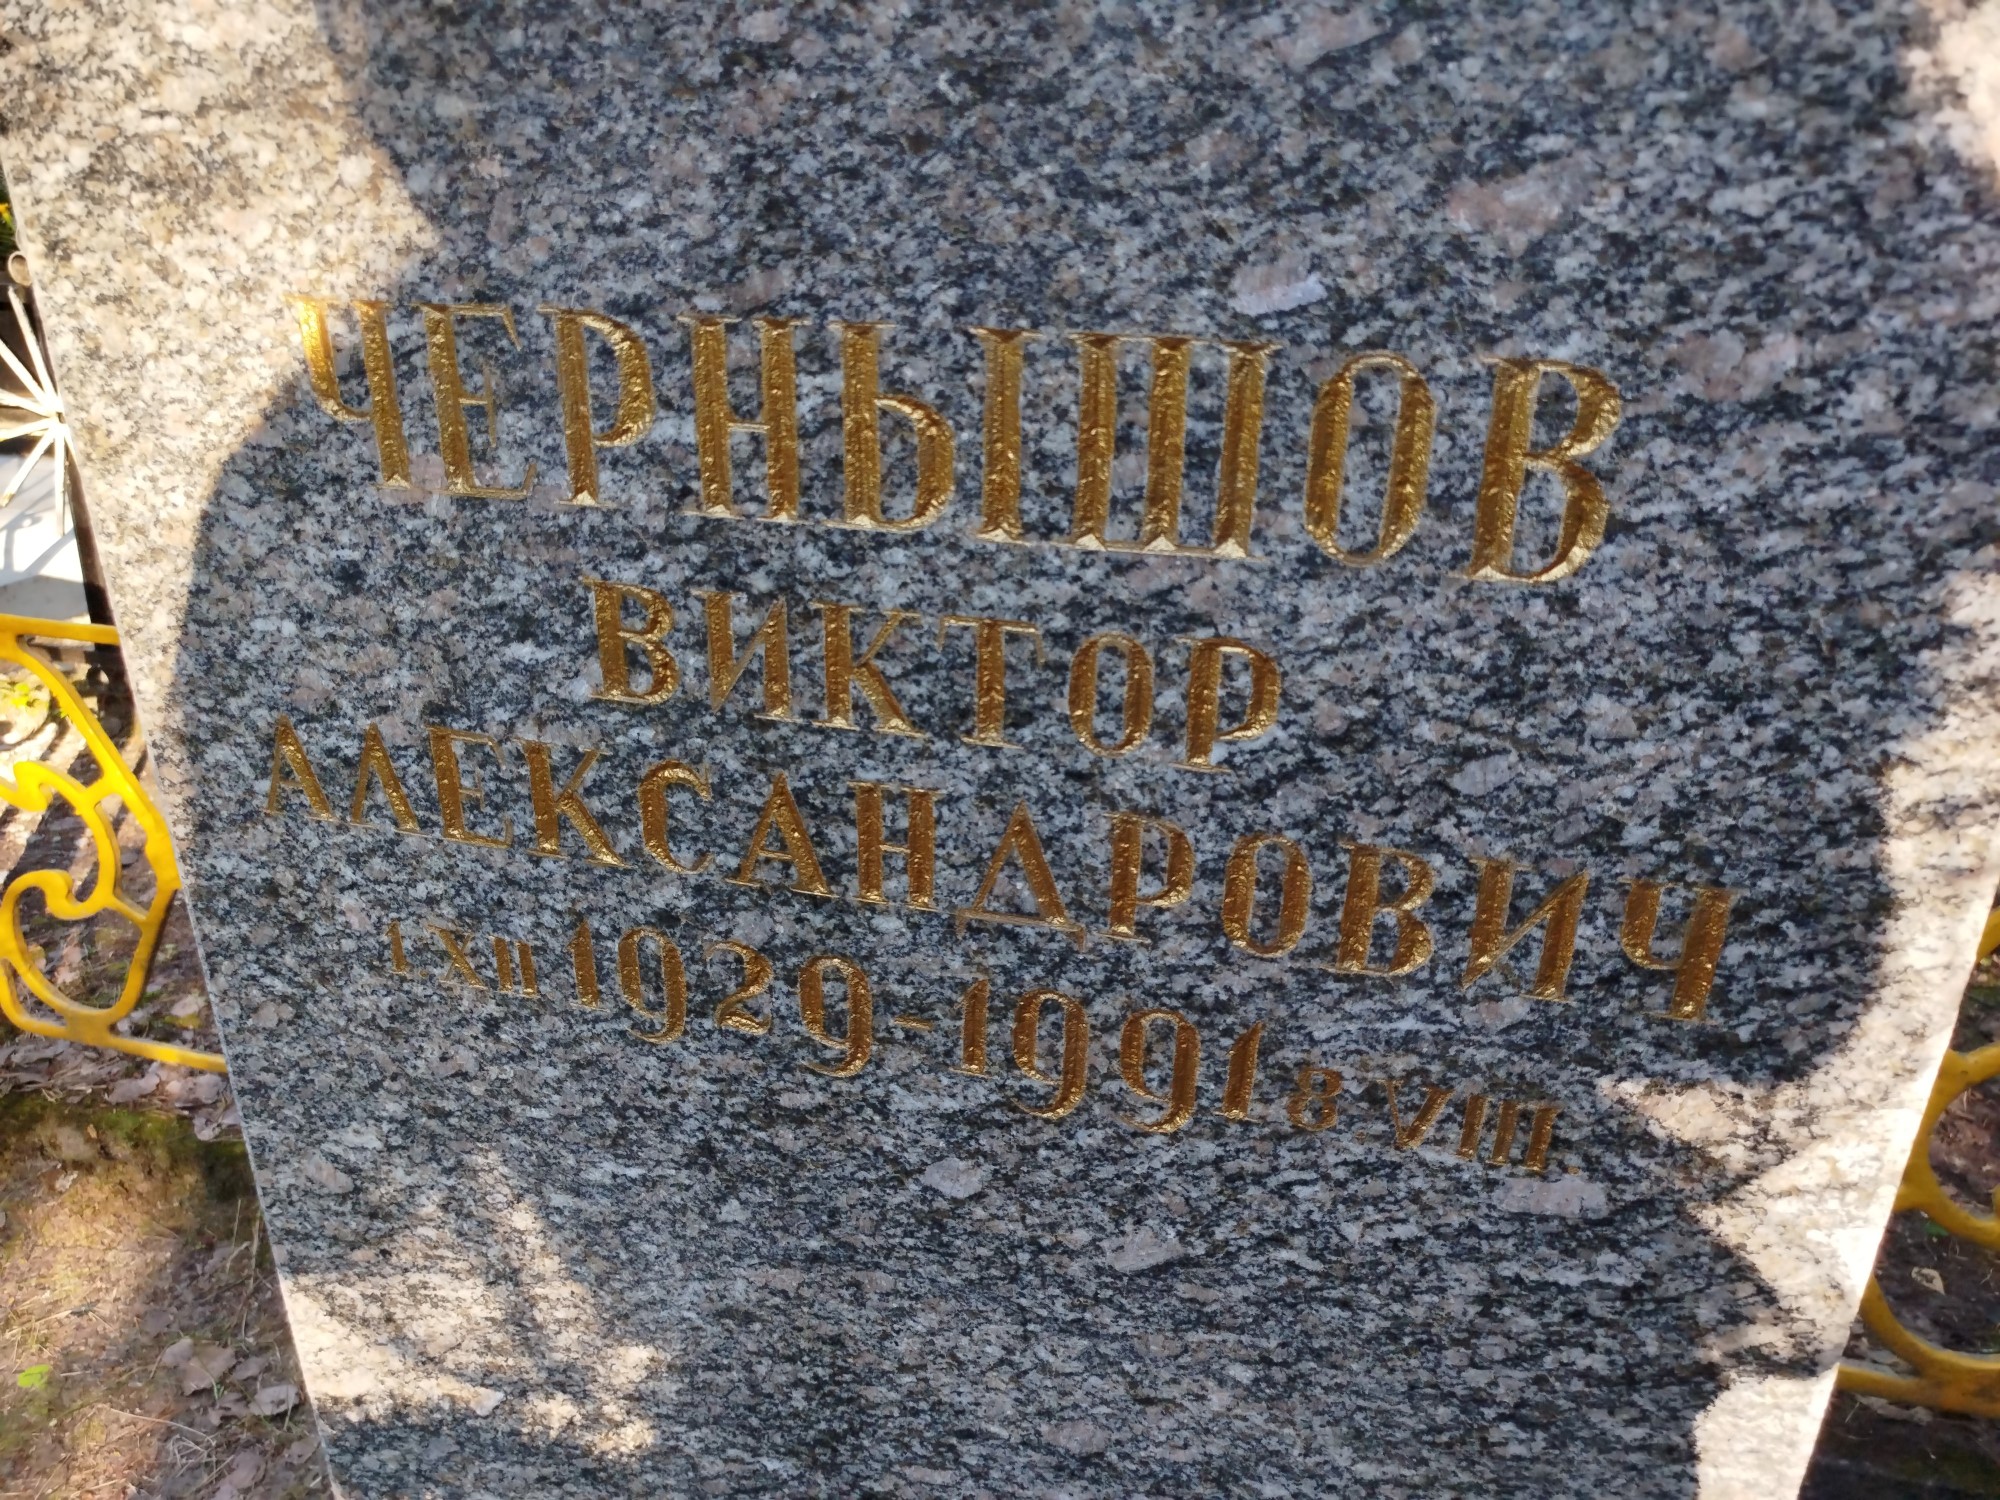 ЧЕРНЫШОВ
ВИКТОР
АЛЕКСАНДРОВИЧ
1.XII 1929-1991 8.VIII.